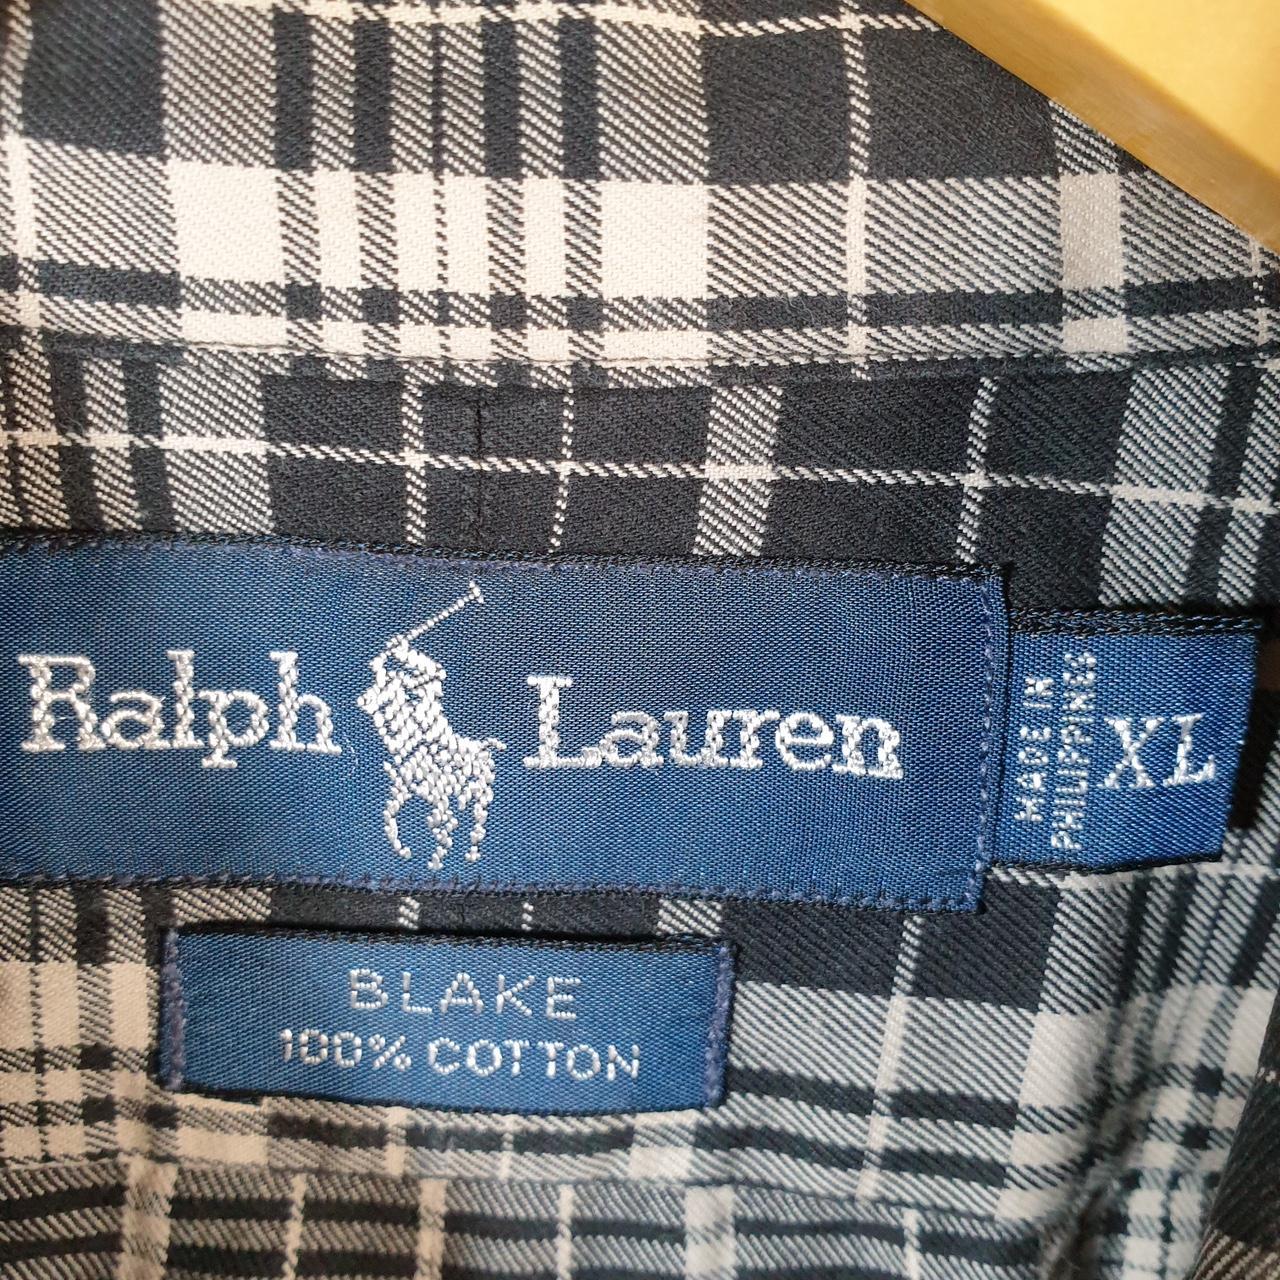 Ralph Lauren
MADE IN
PHILIPPINES
XL
BLAKE
100% COTTON